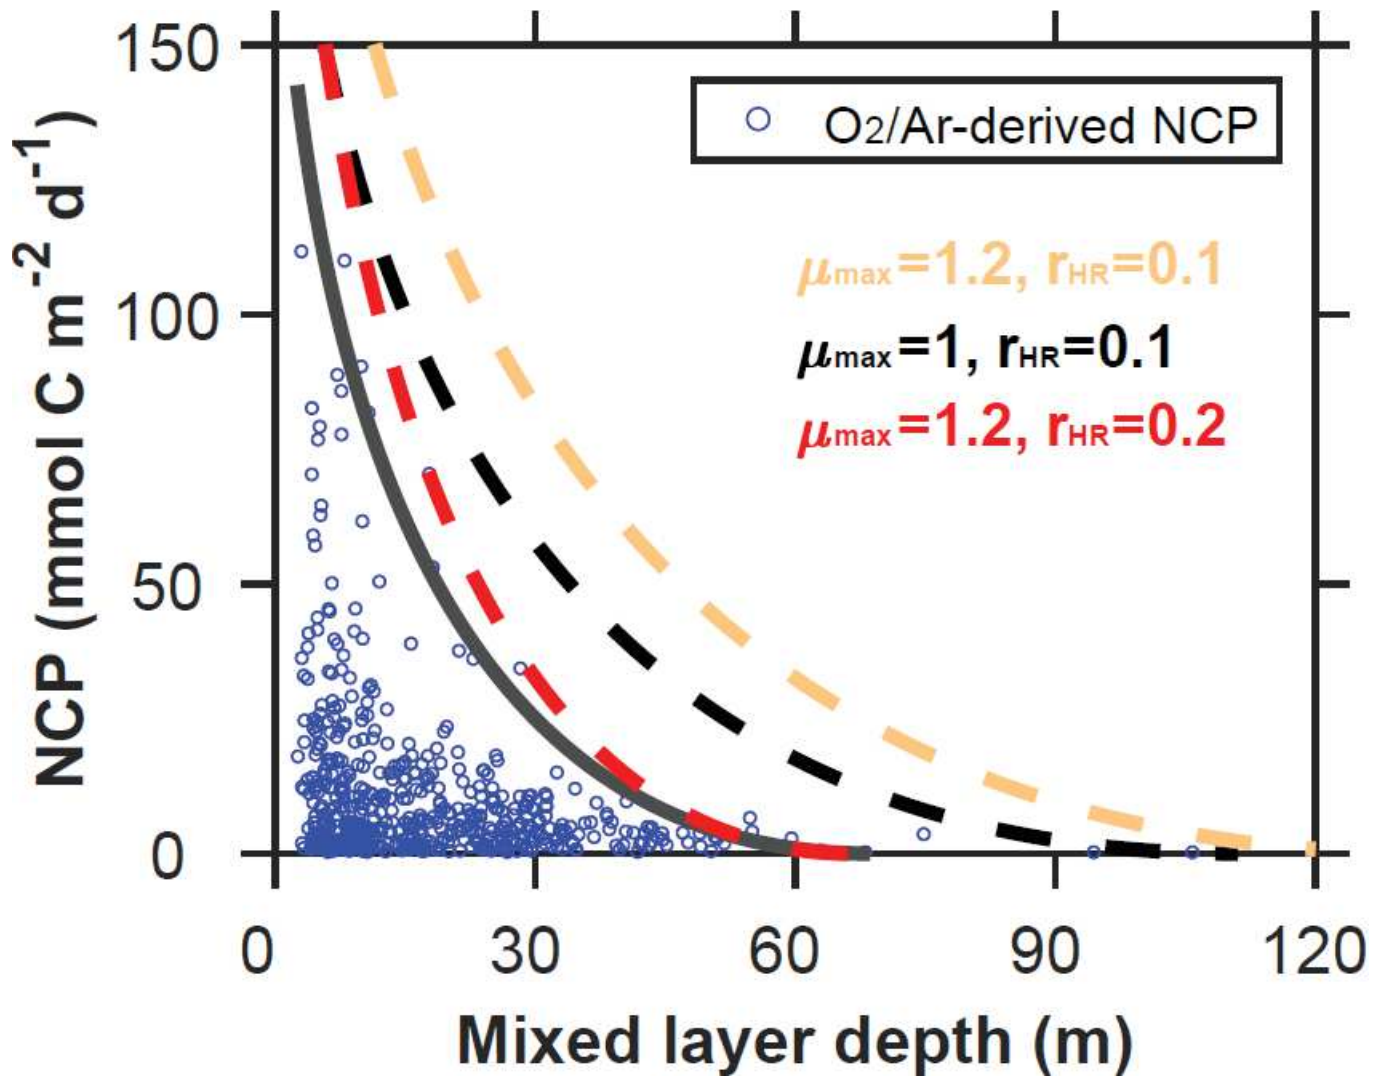 150
100
50
0
NCP (mmol C m⁻² d⁻¹)
O₂/Ar-derived NCP
μmax=1.2, rHR=0.1
μmax=1, rHR=0.1
μmax=1.2, rHR=0.2
0 30 60 90 120
Mixed layer depth (m)